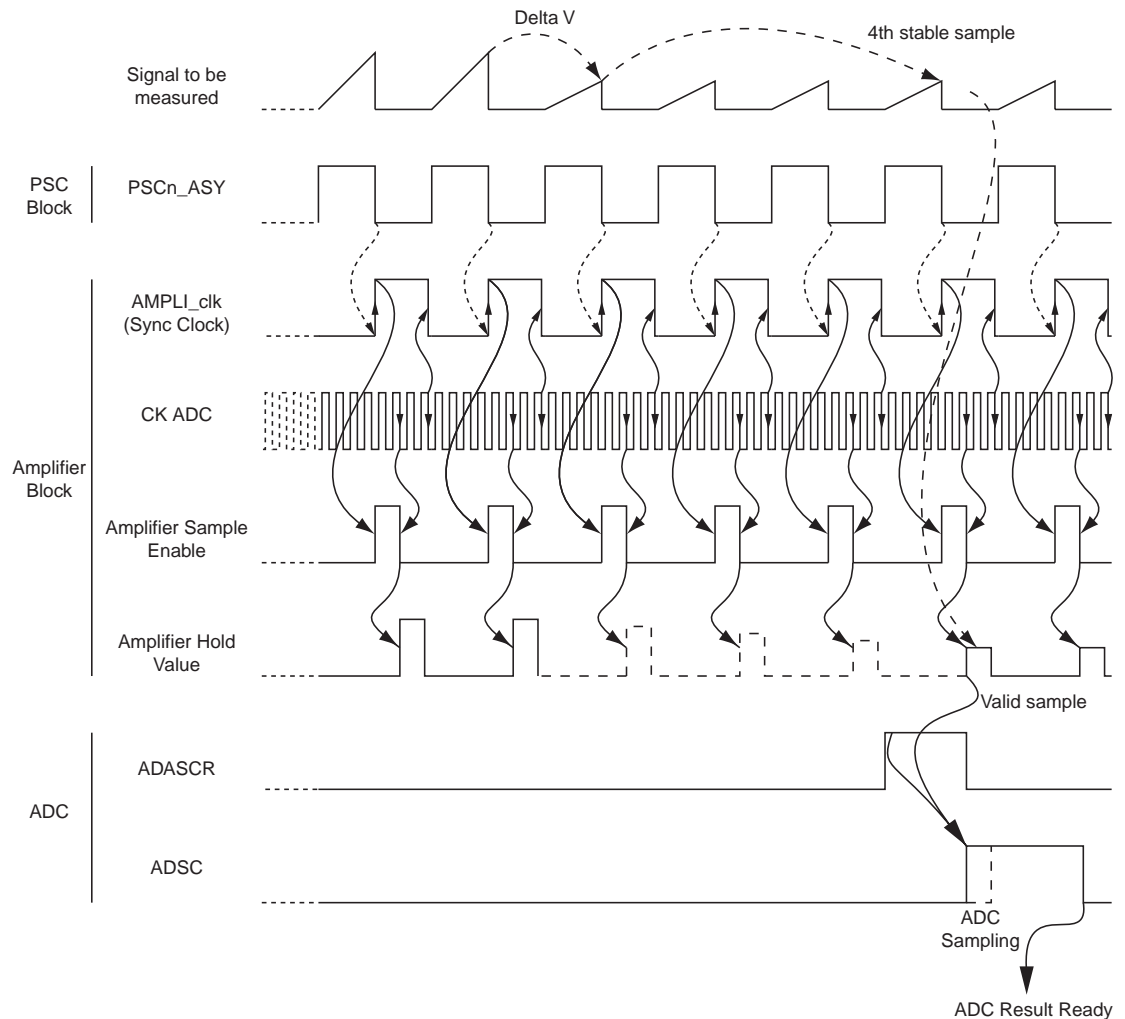 Delta V
4th stable sample
Signal to be
measured
PSC
Block
PSCn_ASY
AMPLI_clk
(Sync Clock)
CK ADC
Amplifier
Block
Amplifier Sample
Enable
Amplifier Hold
Value
Valid sample
ADASCR
ADC
ADSC
ADC
Sampling
ADC Result Ready